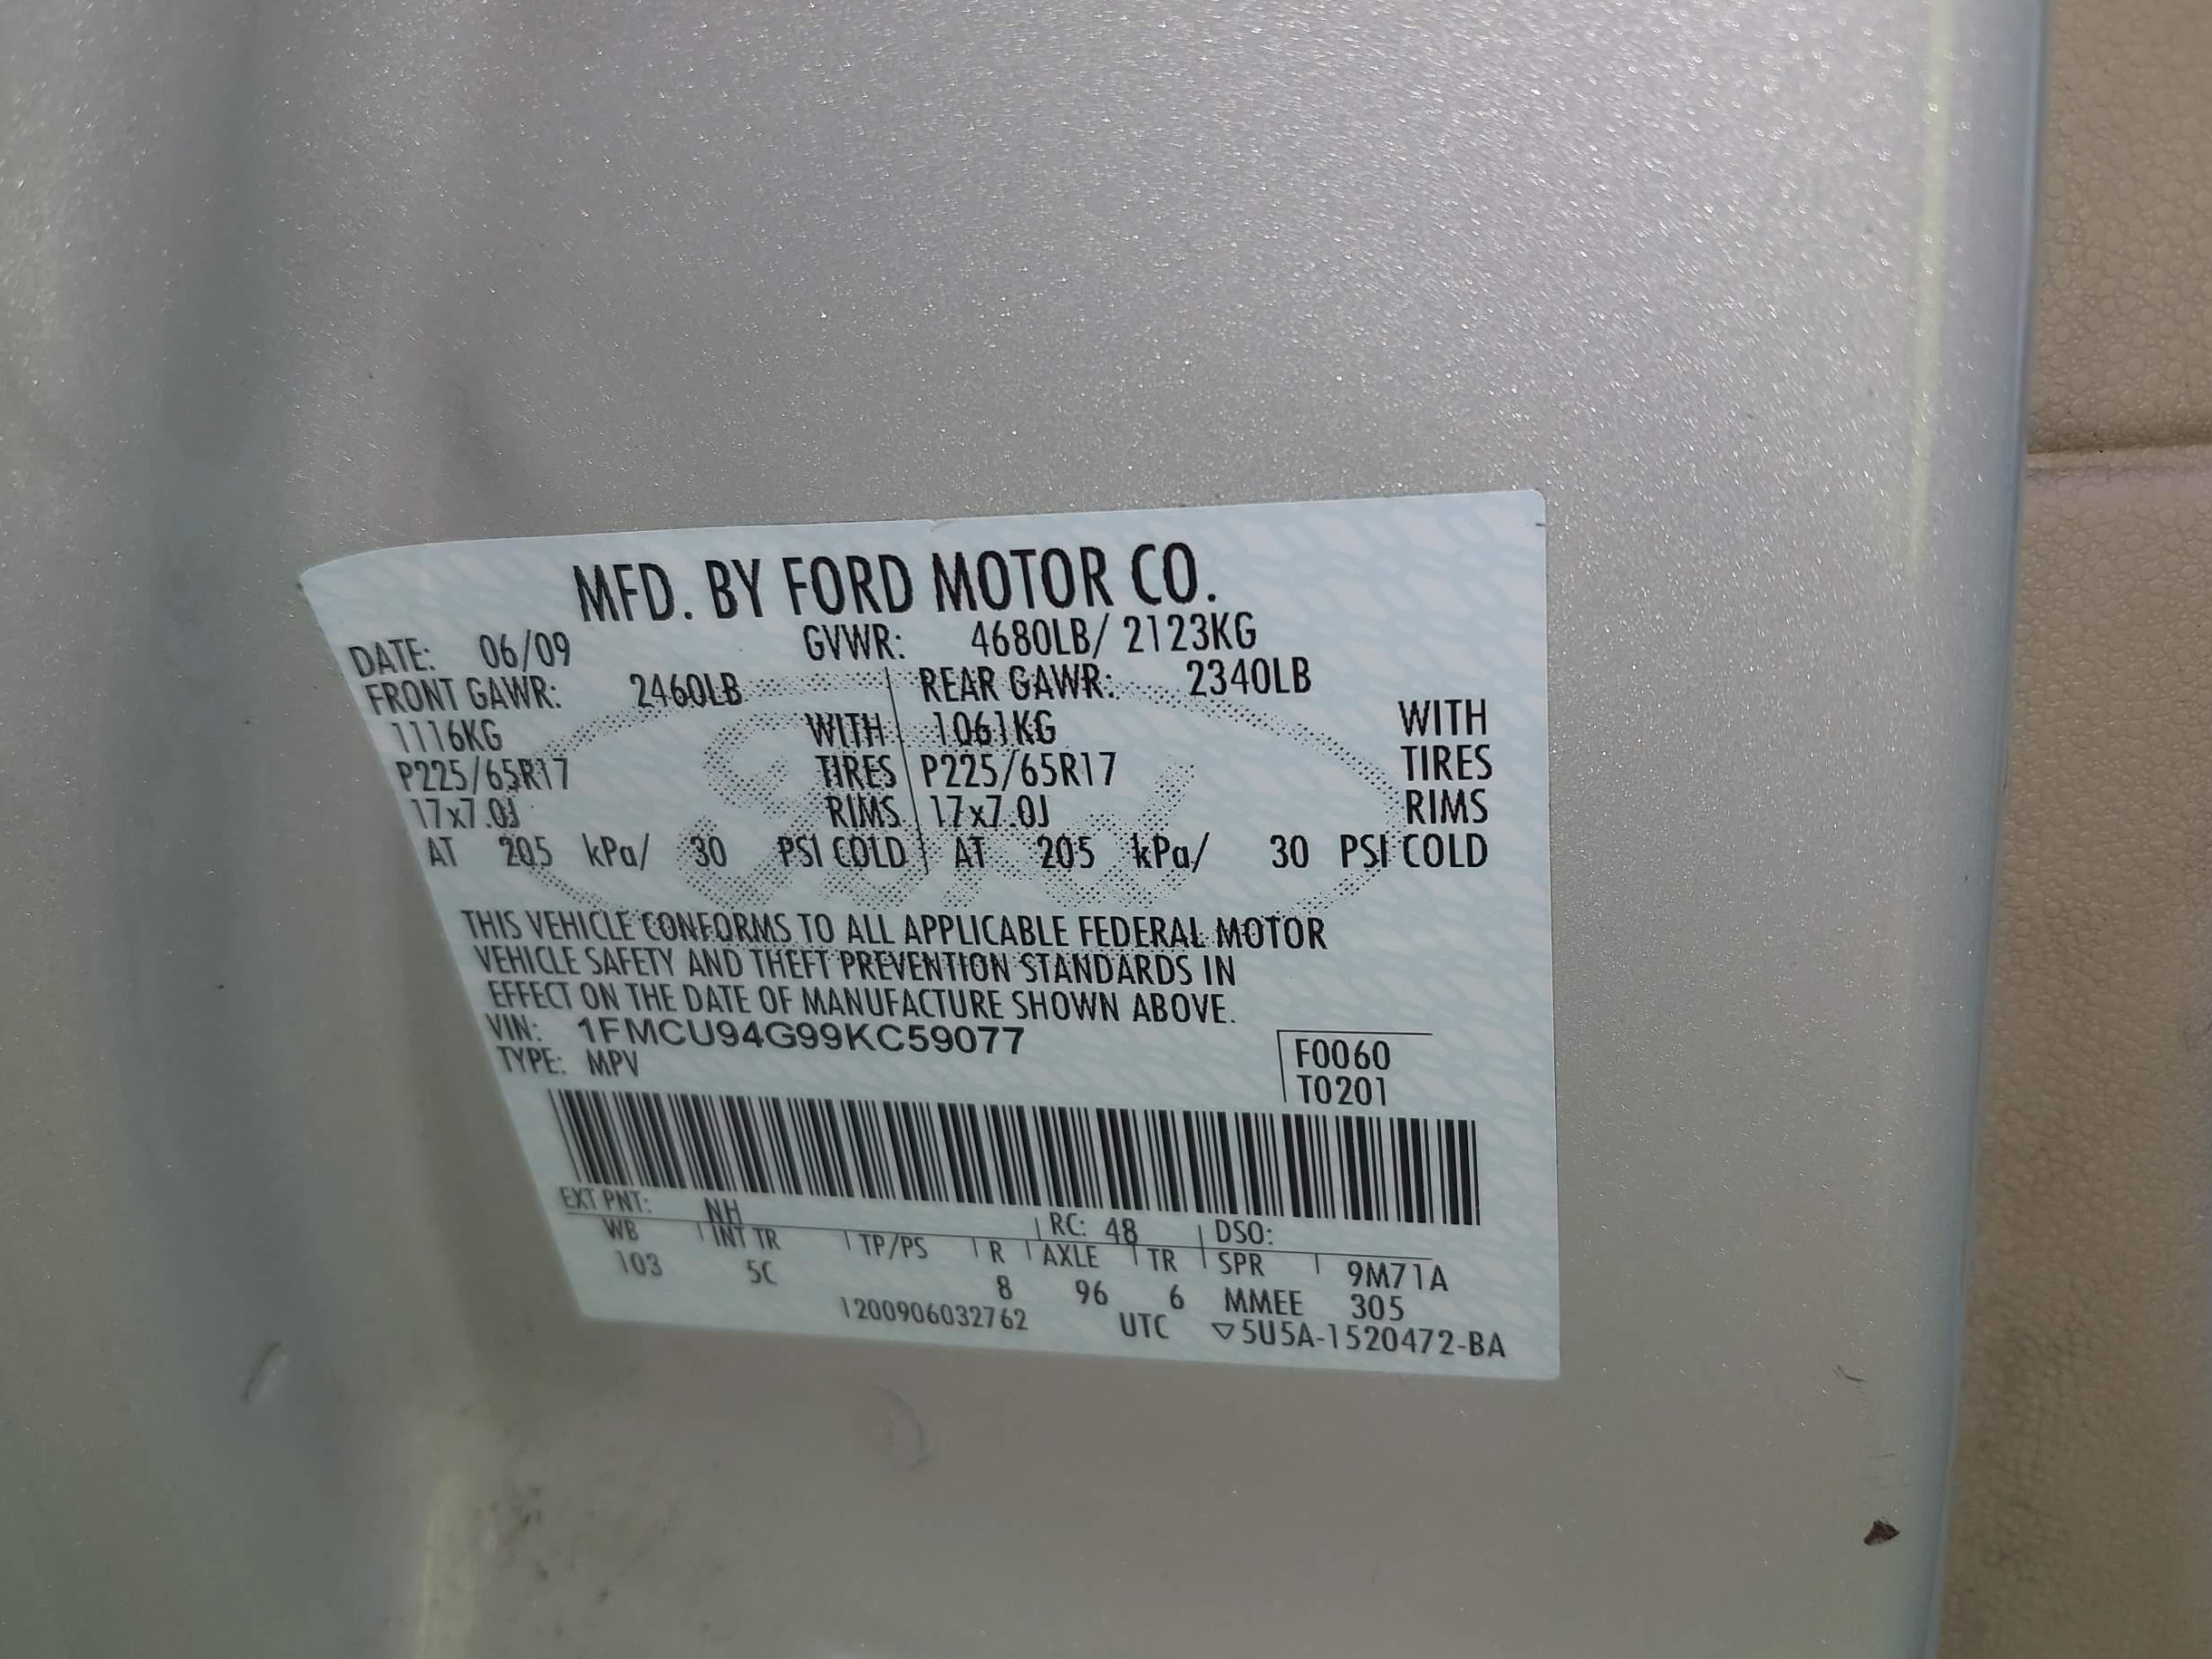 MFD. BY FORD MOTOR CO.
DATE: 06/09 GVWR: 4680LB/ 2123KG
FRONT GAWR: 2460LB REAR GAWR: 2340LB
1116KG WITH 1061KG WITH
P225/65R17 TIRES P225/65R17 TIRES
17x7.0J RIMS 17x7.0J RIMS
AT 205 kPa/ 30 PSI COLD AT 205 kPa/ 30 PSI COLD
THIS VEHICLE CONFORMS TO ALL APPLICABLE FEDERAL MOTOR
VEHICLE SAFETY AND THEFT PREVENTION STANDARDS IN
EFFECT ON THE DATE OF MANUFACTURE SHOWN ABOVE.
VIN: 1FMCU94G99KC59077
TYPE: MPV
F0060
T0201
EXT PNT: NH RC: 48 DSO:
WB INT TR TP/PS R AXLE TR SPR 9M71A
103 5C 8 96 6 MMEE 305
1200906032762 UTC ▽5U5A-1520472-BA